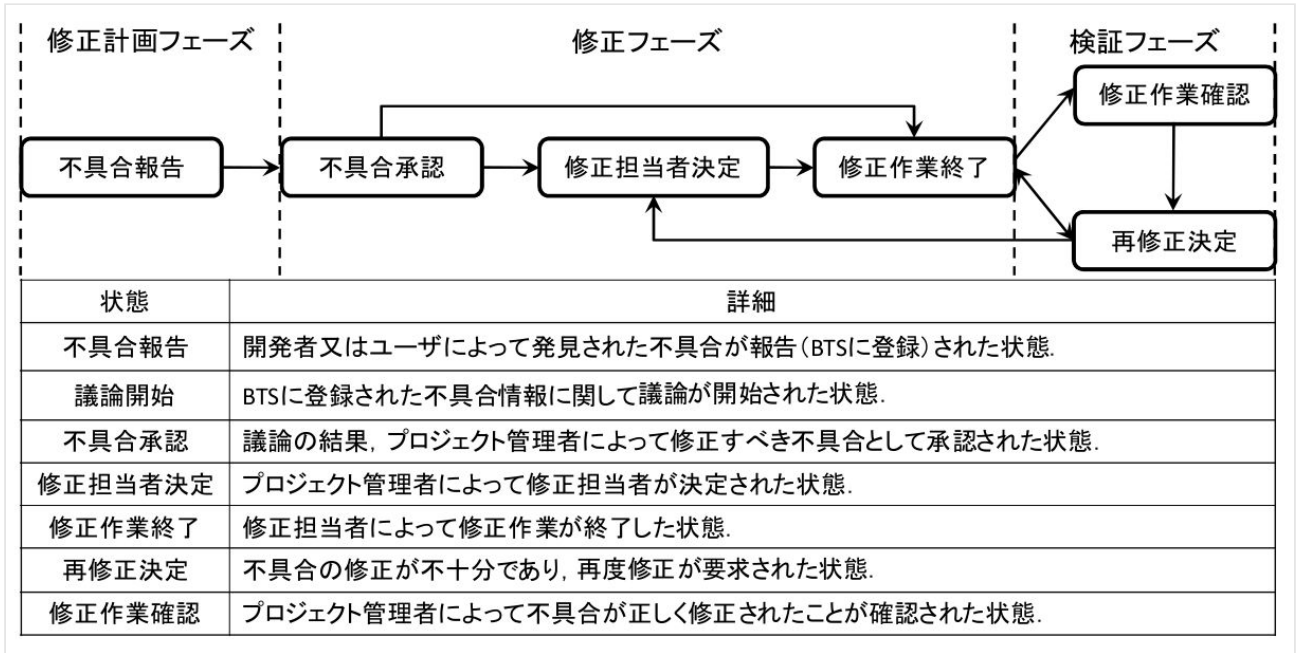 修正計画フェーズ 修正フェーズ 検証フェーズ
修正作業確認
不具合報告 不具合承認 修正担当者決定 修正作業終了
再修正決定
状態 詳細
不具合報告 開発者又はユーザによって発見された不具合が報告(BTSに登録)された状態.
議論開始 BTSに登録された不具合情報に関して議論が開始された状態.
不具合承認 議論の結果, プロジェクト管理者によって修正すべき不具合として承認された状態.
修正担当者決定 プロジェクト管理者によって修正担当者が決定された状態.
修正作業終了 修正担当者によって修正作業が終了した状態.
再修正決定 不具合の修正が不十分であり, 再度修正が要求された状態.
修正作業確認 プロジェクト管理者によって不具合が正しく修正されたことが確認された状態.